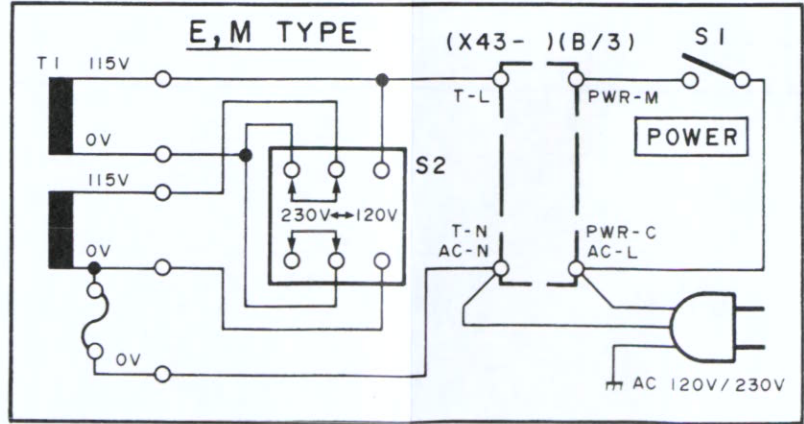 E, M TYPE
(X43- )(B/3)
S1
T1
115V
T-L
PWR-M
POWER
0V
S2
115V
230V↔120V
0V
T-N
AC-N
PWR-C
AC-L
0V
AC 120V/230V